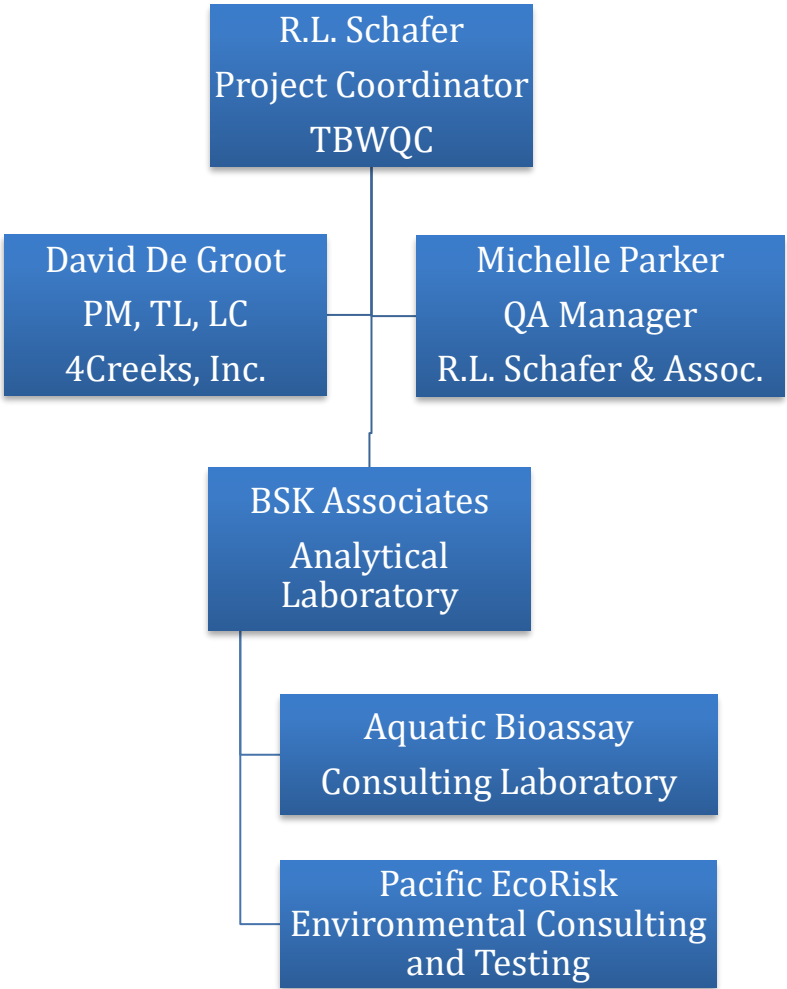 R.L. Schafer
Project Coordinator
TBWQC
David De Groot
PM, TL, LC
4Creeks, Inc.
Michelle Parker
QA Manager
R.L. Schafer & Assoc.
BSK Associates
Analytical
Laboratory
Aquatic Bioassay
Consulting Laboratory
Pacific EcoRisk
Environmental Consulting
and Testing